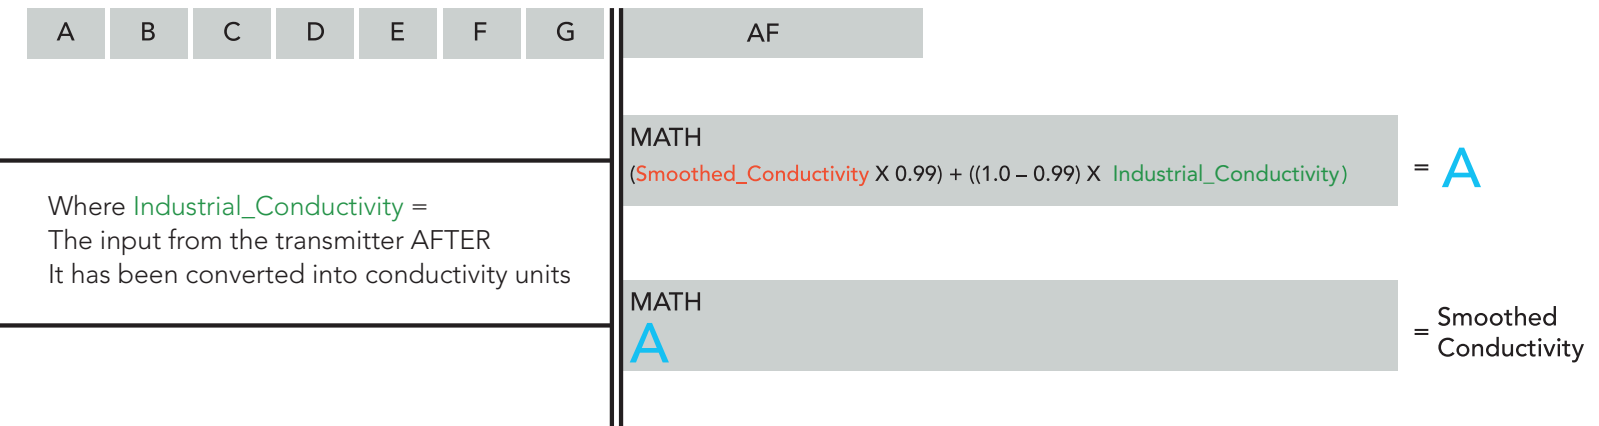 A B C D E F G AF
MATH
(Smoothed_Conductivity X 0.99) + ((1.0 – 0.99) X Industrial_Conductivity)
= A
Where Industrial_Conductivity =
The input from the transmitter AFTER
It has been converted into conductivity units
MATH
A
= Smoothed
Conductivity